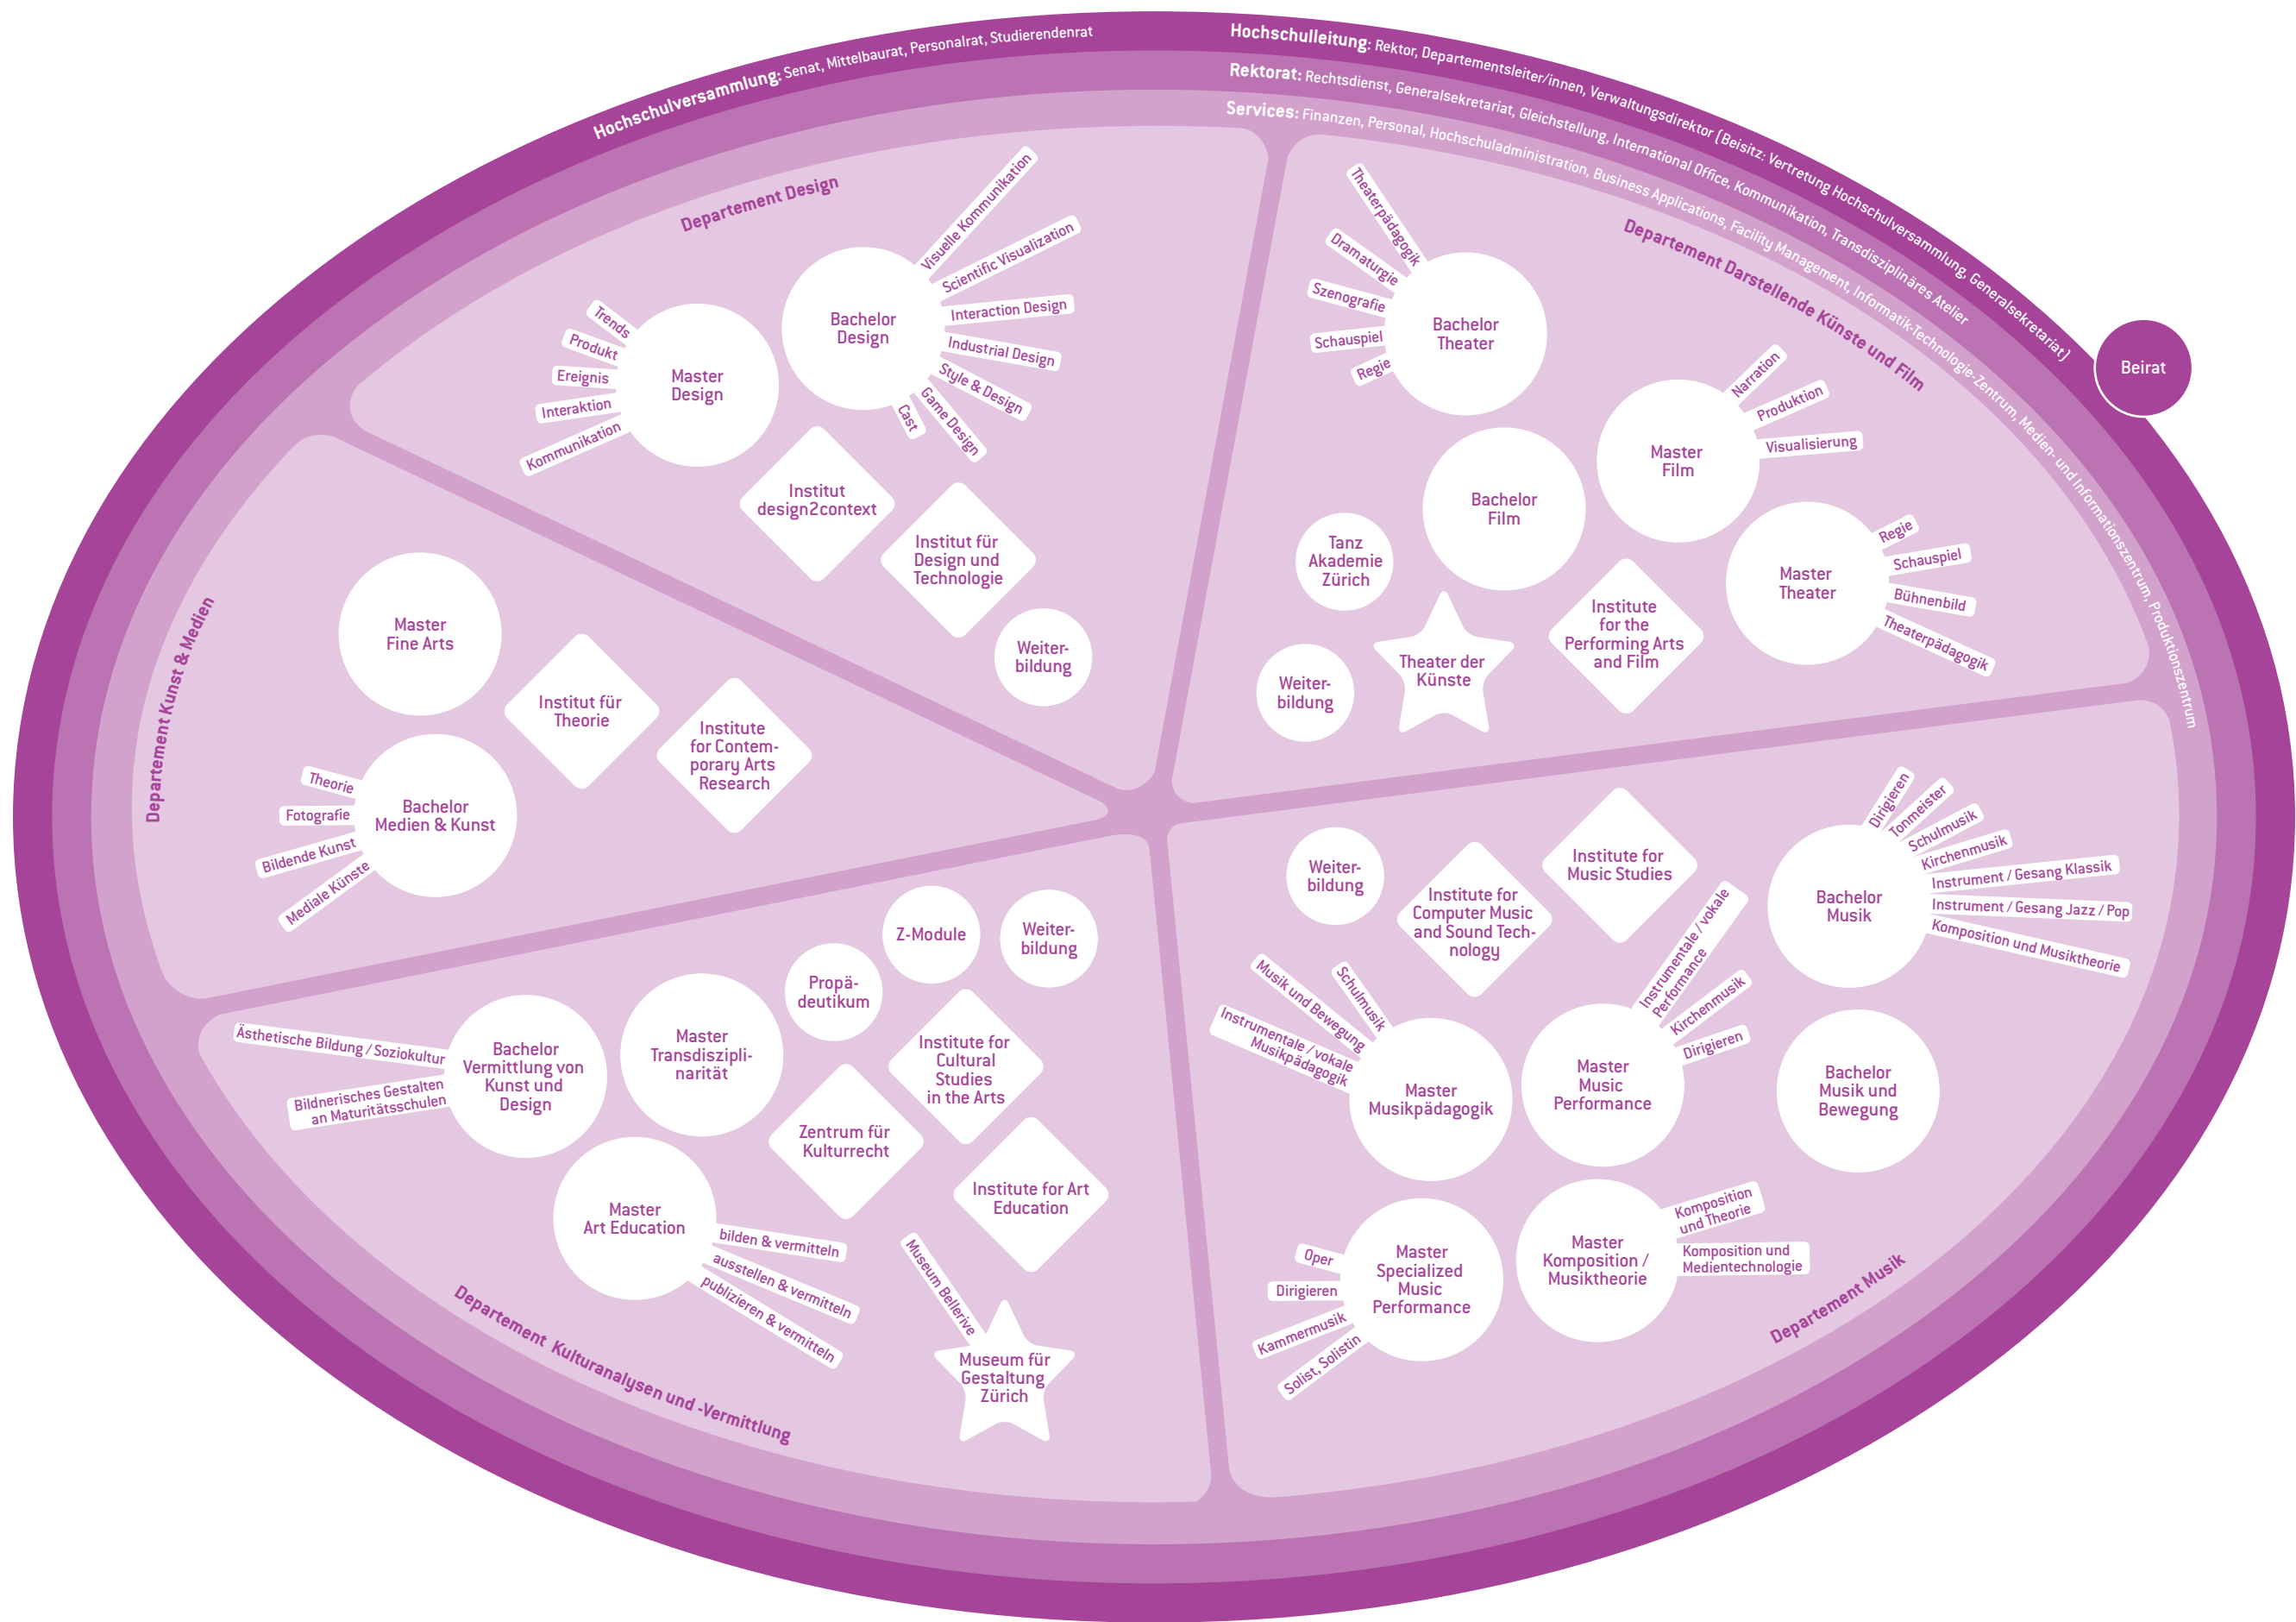 Hochschulversammlung: Senat, Mittelbaurat, Personalrat, Studierendenrat
Hochschulleitung: Rektor, Departementsleiter/innen, Verwaltungsdirektor (Beisitz: Vertretung Hochschulversammlung, Generalsekretariat)
Rektorat: Rechtsdienst, Generalsekretariat, Gleichstellung, International Office, Kommunikation, Transdisziplinäres Atelier
Services: Finanzen, Personal, Hochschuladministration, Business Applications, Facility Management, Informatik-Technologie-Zentrum, Medien- und Informationszentrum, Produktionszentrum
Beirat
Departement Design
Bachelor
Design
Visuelle Kommunikation
Scientific Visualization
Interaction Design
Industrial Design
Style & Design
Game Design
Cast
Master
Design
Trends
Produkt
Ereignis
Interaktion
Kommunikation
Institut
design2context
Institut für
Design und
Technologie
Weiter-
bildung
Departement Darstellende Künste und Film
Bachelor
Theater
Theaterpädagogik
Dramaturgie
Szenografie
Schauspiel
Regie
Master
Film
Narration
Produktion
Visualisierung
Bachelor
Film
Master
Theater
Regie
Schauspiel
Bühnenbild
Theaterpädagogik
Tanz
Akademie
Zürich
Institute
for the
Performing Arts
and Film
Theater der
Künste
Weiter-
bildung
Departement Kunst & Medien
Master
Fine Arts
Institut für
Theorie
Institute
for Contem-
porary Arts
Research
Bachelor
Medien & Kunst
Theorie
Fotografie
Bildende Kunst
Mediale Künste
Departement Kulturanalysen und -Vermittlung
Z-Module
Weiter-
bildung
Propä-
deutikum
Master
Transdiszipli-
narität
Bachelor
Vermittlung von
Kunst und
Design
Ästhetische Bildung / Soziokultur
Bildnerisches Gestalten
an Maturitätsschulen
Institute for
Cultural
Studies
in the Arts
Zentrum für
Kulturrecht
Institute for Art
Education
Master
Art Education
bilden & vermitteln
ausstellen & vermitteln
publizieren & vermitteln
Museum Bellerive
Museum für
Gestaltung
Zürich
Departement Musik
Weiter-
bildung
Institute for
Computer Music
and Sound Tech-
nology
Institute for
Music Studies
Bachelor
Musik
Dirigieren
Tonmeister
Schulmusik
Kirchenmusik
Instrument / Gesang Klassik
Instrument / Gesang Jazz / Pop
Komposition und Musiktheorie
Master
Musikpädagogik
Schulmusik
Musik und Bewegung
Instrumentale / vokale
Musikpädagogik
Master
Music
Performance
Instrumentale / vokale
Performance
Kirchenmusik
Dirigieren
Bachelor
Musik und
Bewegung
Master
Specialized
Music
Performance
Oper
Dirigieren
Kammermusik
Solist, Solistin
Master
Komposition /
Musiktheorie
Komposition
und Theorie
Komposition und
Medientechnologie